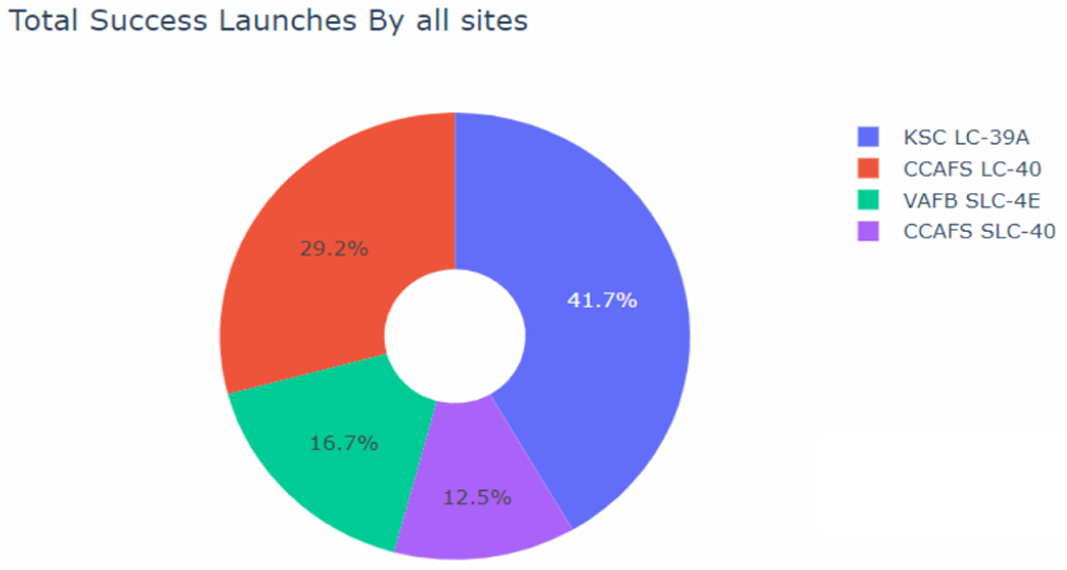 Total Success Launches By all sites
KSC LC-39A
CCAFS LC-40
VAFB SLC-4E
CCAFS SLC-40
29.2%
41.7%
16.7%
12.5%